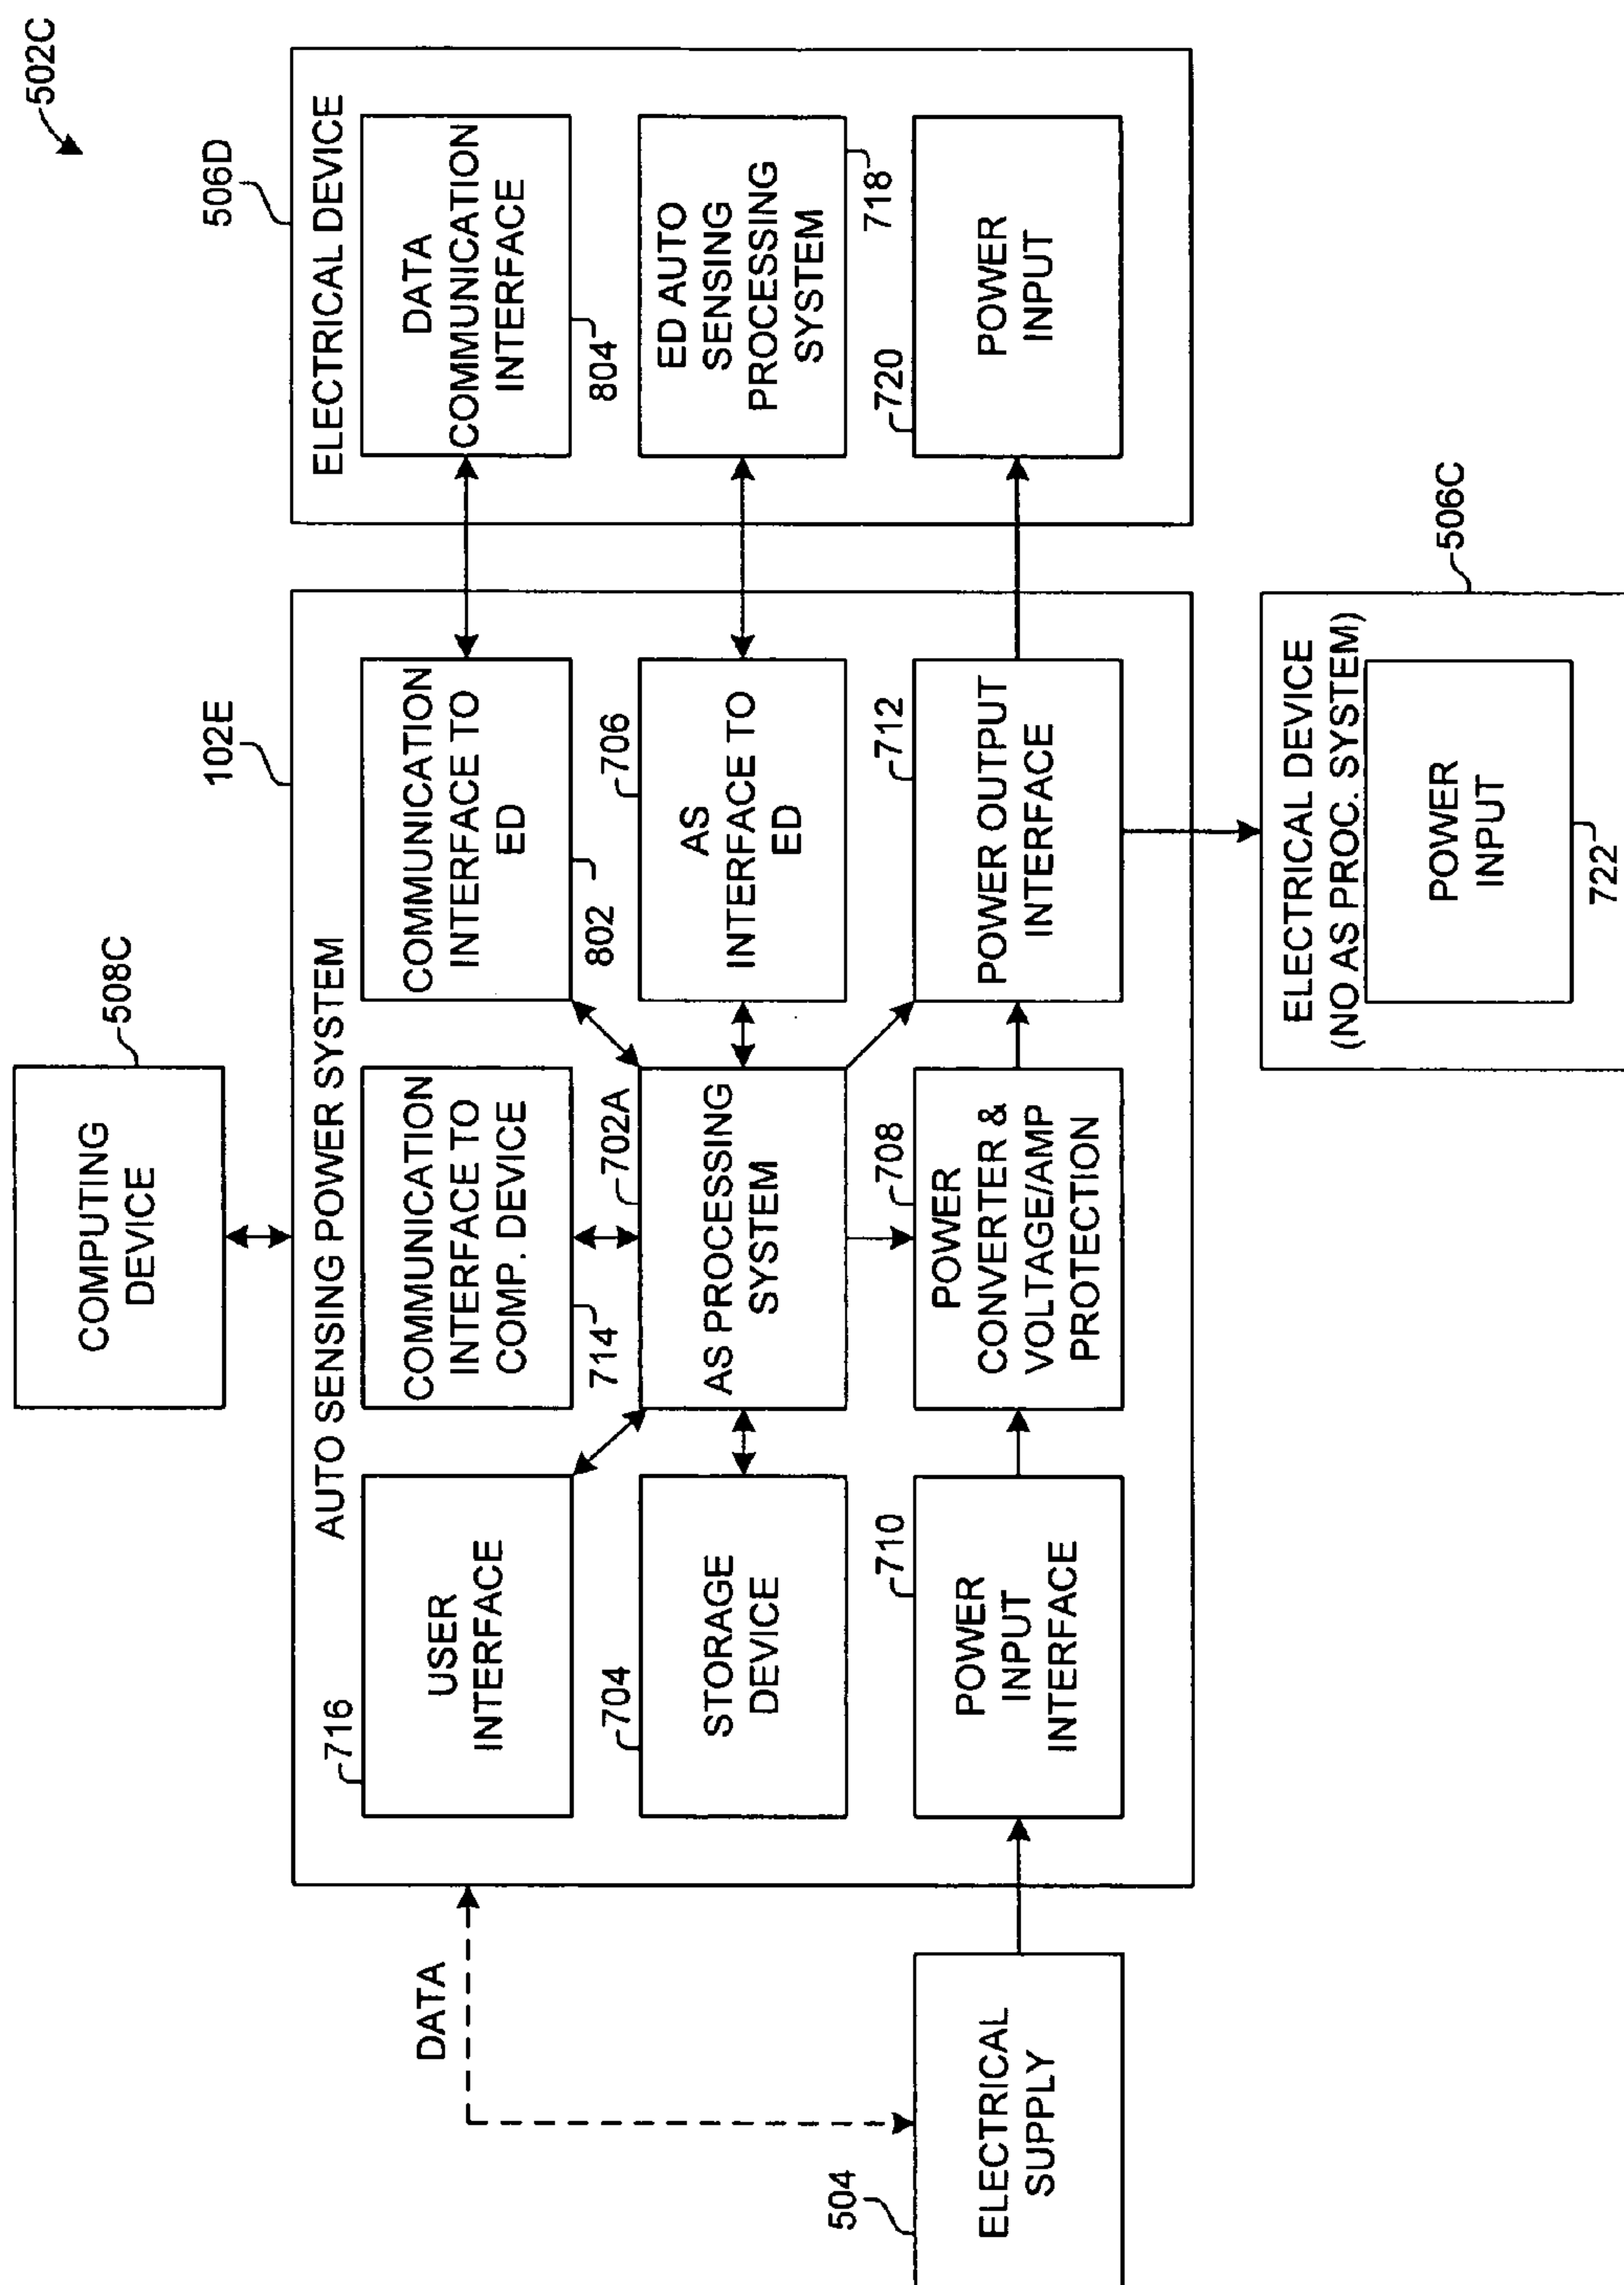 502C
COMPUTING
DEVICE
508C
102E
506D
AUTO SENSING POWER SYSTEM
ELECTRICAL DEVICE
DATA
716
USER
INTERFACE
COMMUNICATION
INTERFACE TO
COMP. DEVICE
714
COMMUNICATION
INTERFACE TO
ED
802
DATA
COMMUNICATION
INTERFACE
804
704
STORAGE
DEVICE
702A
AS PROCESSING
SYSTEM
706
AS
INTERFACE TO
ED
ED AUTO
SENSING
PROCESSING
SYSTEM
718
504
ELECTRICAL
SUPPLY
710
POWER
INPUT
INTERFACE
708
POWER
CONVERTER &
VOLTAGE/AMP
PROTECTION
712
POWER OUTPUT
INTERFACE
720
POWER
INPUT
506C
ELECTRICAL DEVICE
(NO AS PROC. SYSTEM)
POWER
INPUT
722